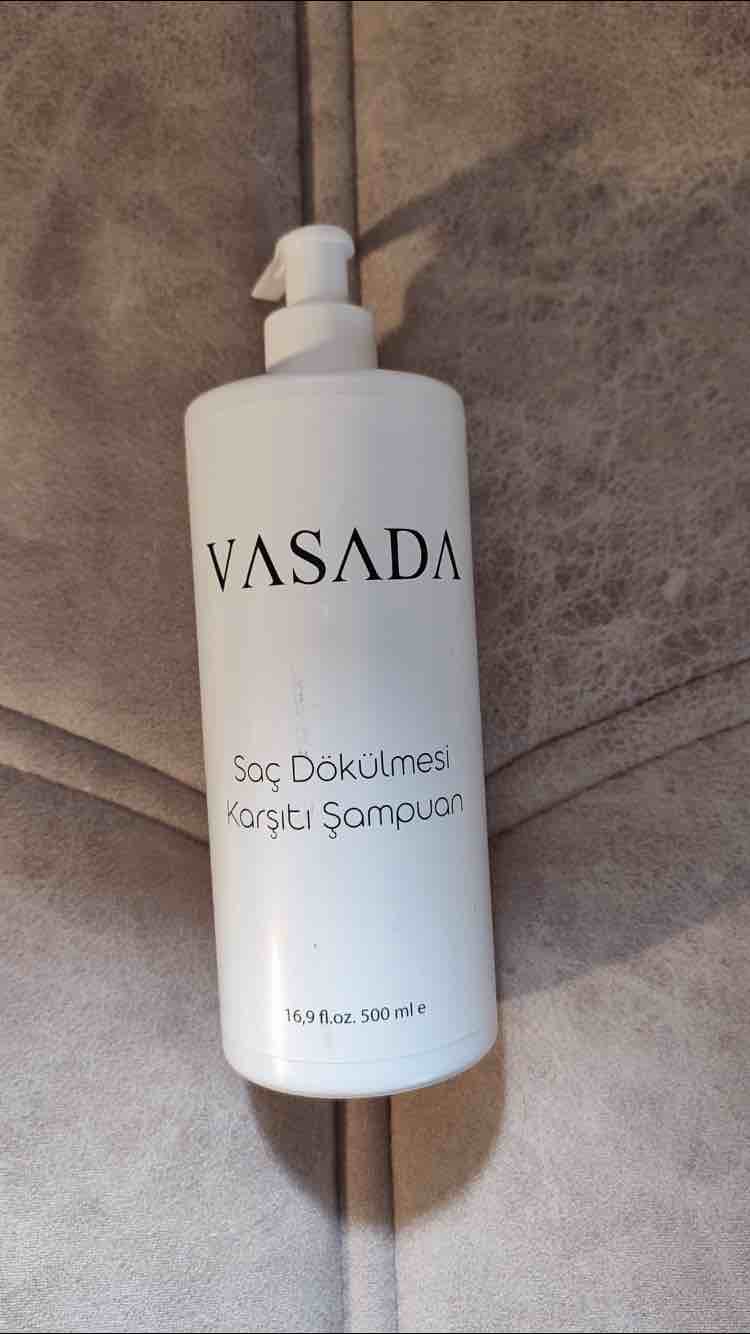 VASADA
Saç Dökülmesi
Karşıtı Şampuan
16,9 fl.oz. 500 ml e